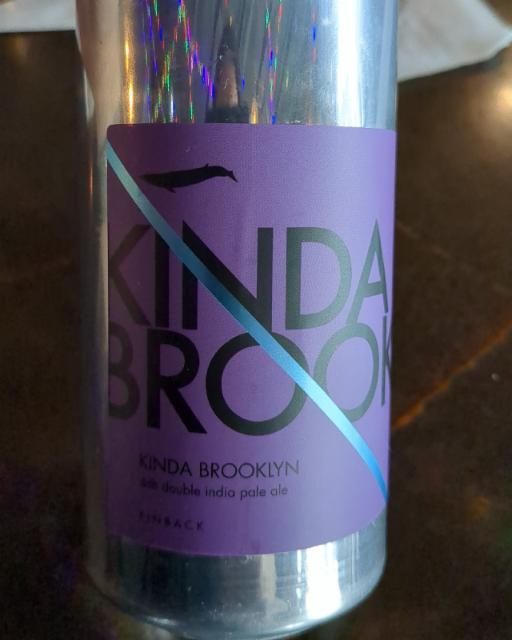 KINDA
BROOK
KINDA BROOKLYN
ddh double india pale ale
FINBACK